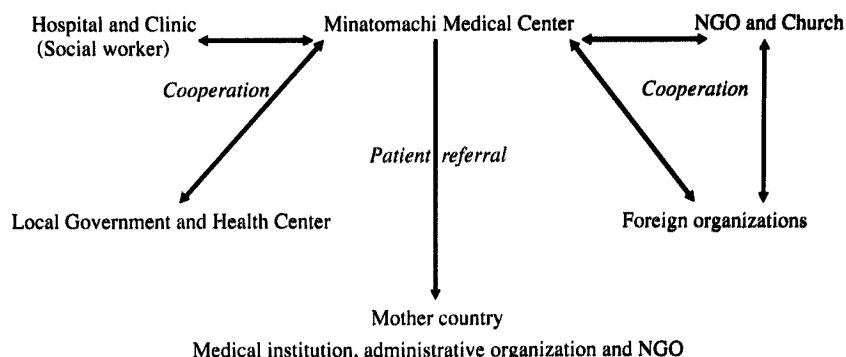 Hospital and Clinic
(Social worker)
Minatomachi Medical Center
NGO and Church
Cooperation
Cooperation
Patient referral
Local Government and Health Center
Foreign organizations
Mother country
Medical institution, administrative organization and NGO